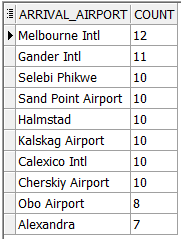 ARRIVAL_AIRPORT COUNT
Melbourne Intl 12
Gander Intl 11
Selebi Phikwe 10
Sand Point Airport 10
Halmstad 10
Kalskag Airport 10
Calexico Intl 10
Cherskiy Airport 10
Obo Airport 8
Alexandra 7